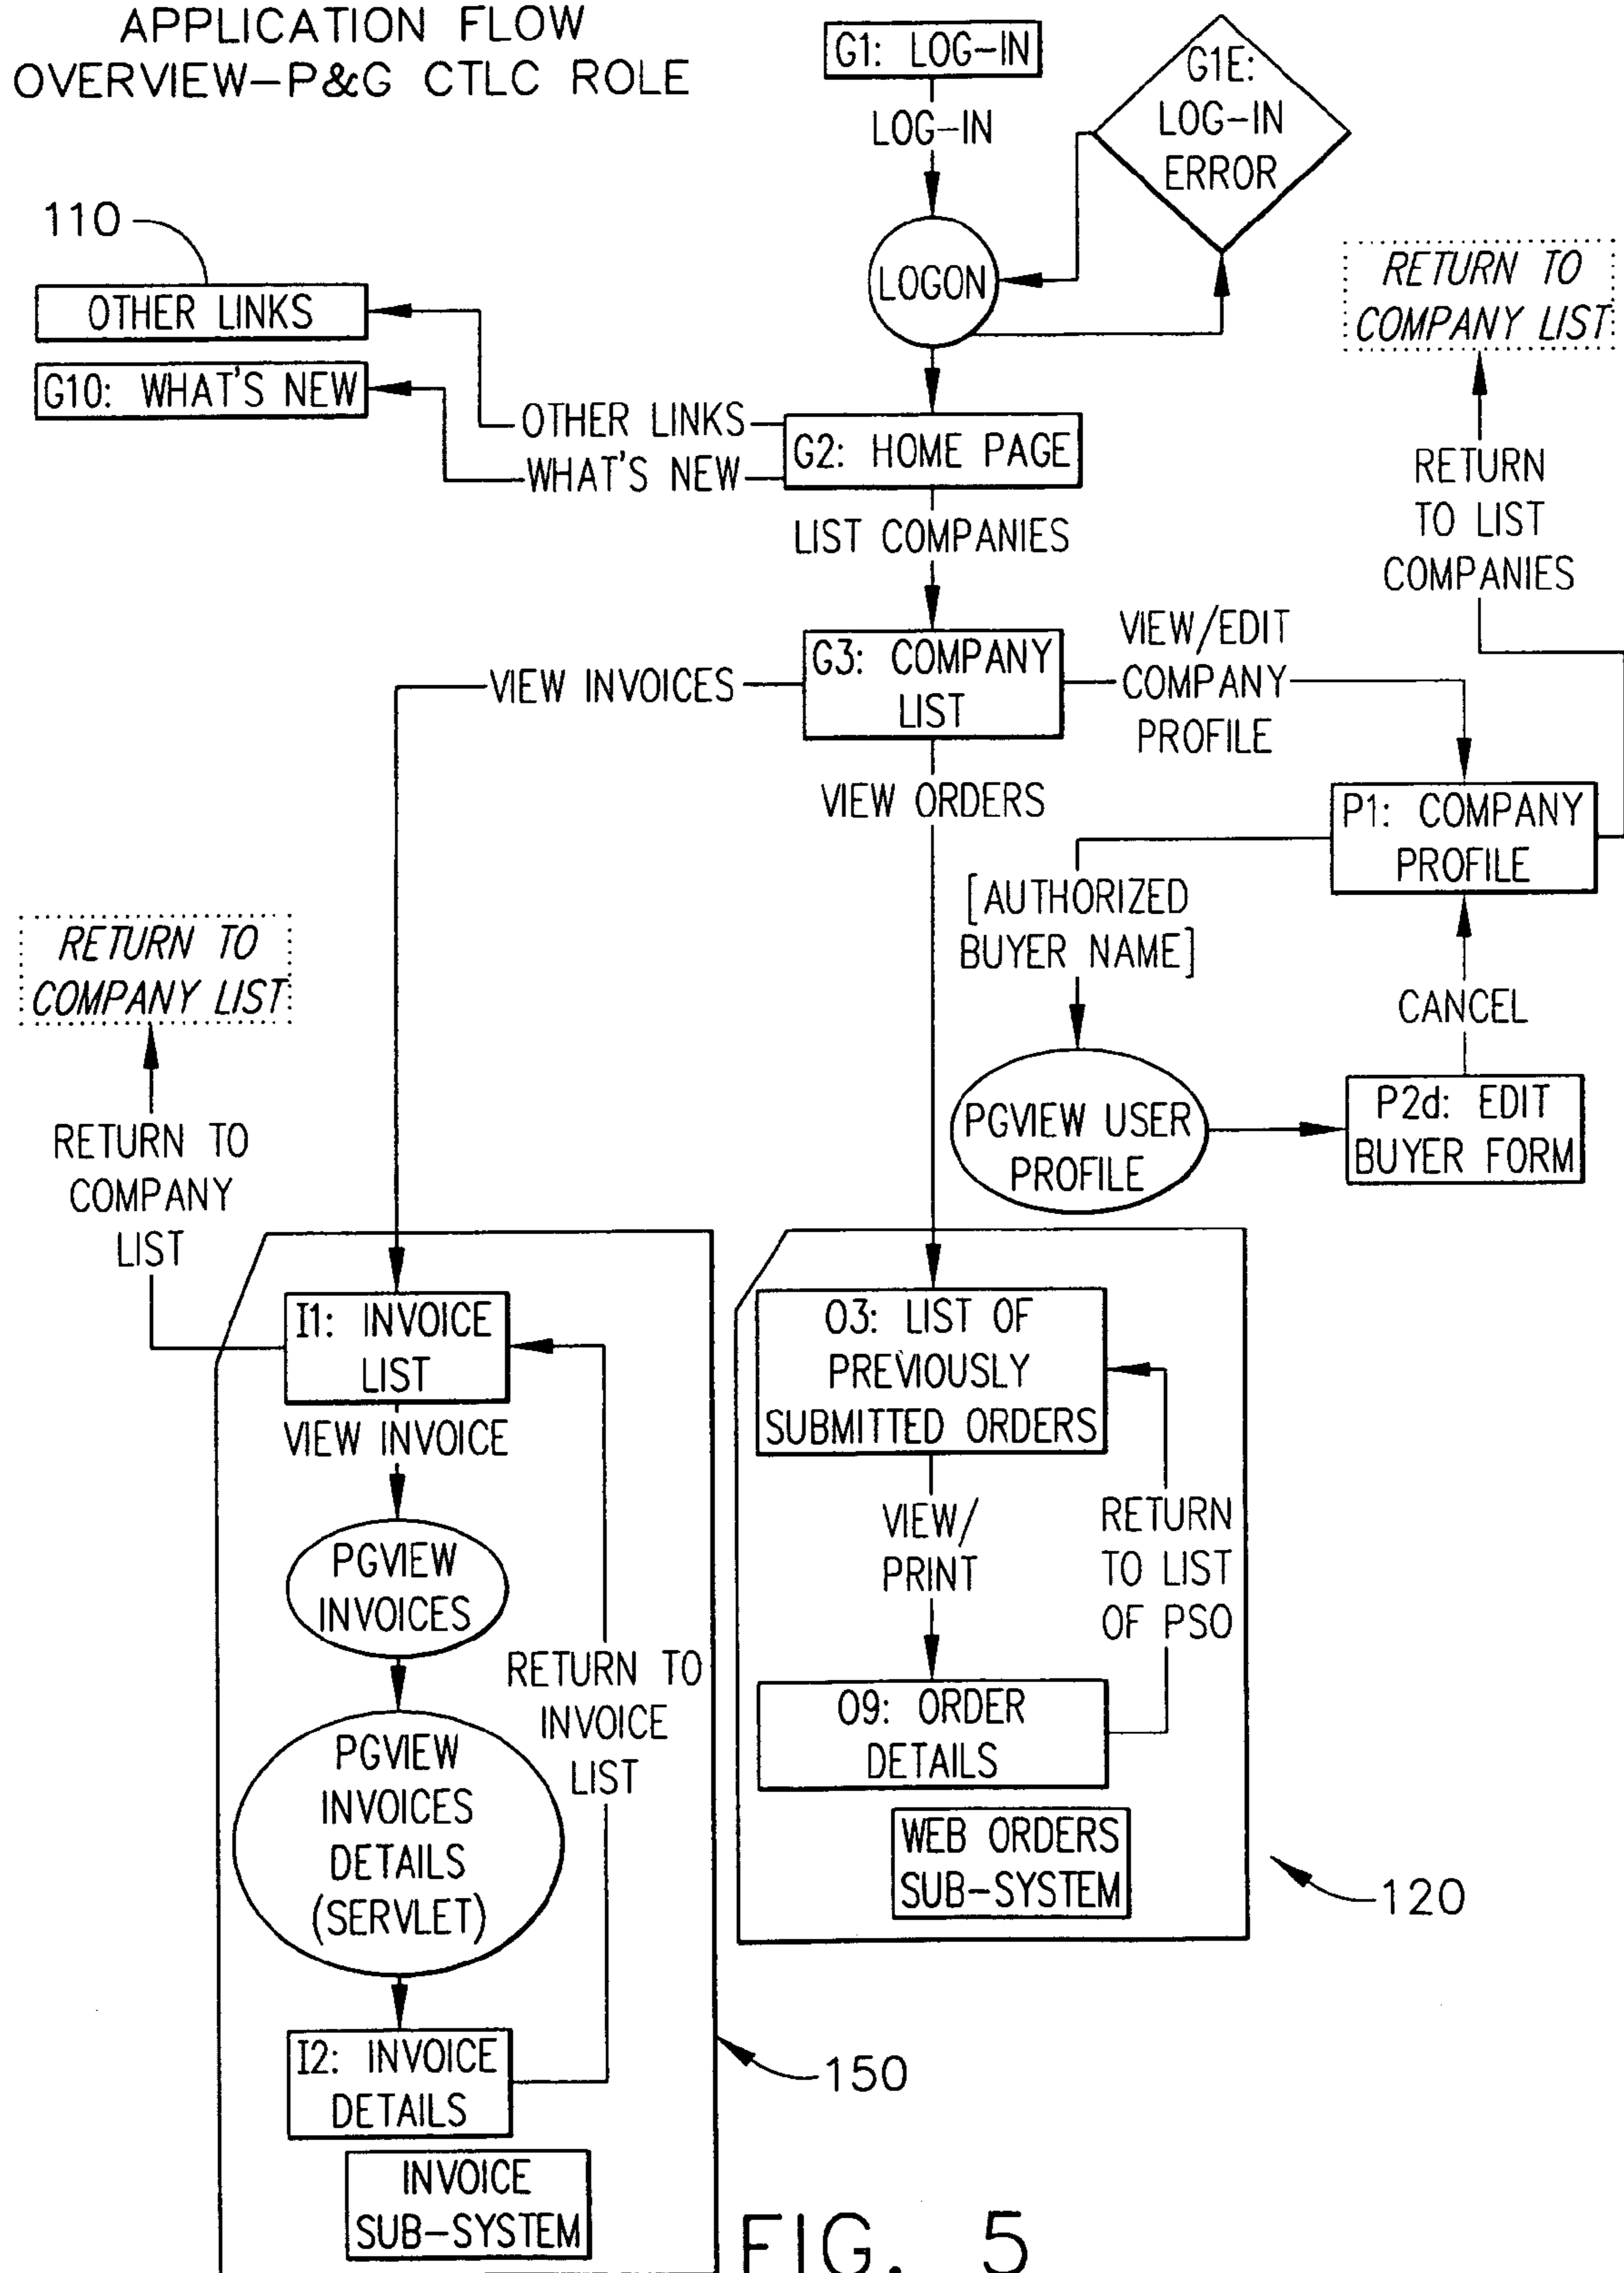 APPLICATION FLOW
OVERVIEW-P&G CTLC ROLE
G1: LOG-IN
LOG-IN
G1E:
LOG-IN
ERROR
LOGON
110
OTHER LINKS
G10: WHAT'S NEW
OTHER LINKS
WHAT'S NEW
G2: HOME PAGE
RETURN TO
COMPANY LIST
RETURN
TO LIST
COMPANIES
LIST COMPANIES
G3: COMPANY
LIST
VIEW INVOICES
VIEW/EDIT
COMPANY
PROFILE
VIEW ORDERS
P1: COMPANY
PROFILE
[AUTHORIZED
BUYER NAME]
CANCEL
PGVIEW USER
PROFILE
P2d: EDIT
BUYER FORM
RETURN TO
COMPANY LIST
RETURN TO
COMPANY
LIST
I1: INVOICE
LIST
VIEW INVOICE
PGVIEW
INVOICES
RETURN TO
INVOICE
LIST
PGVIEW
INVOICES
DETAILS
(SERVLET)
I2: INVOICE
DETAILS
INVOICE
SUB-SYSTEM
150
O3: LIST OF
PREVIOUSLY
SUBMITTED ORDERS
VIEW/
PRINT
RETURN
TO LIST
OF PSO
O9: ORDER
DETAILS
WEB ORDERS
SUB-SYSTEM
120
FIG. 5